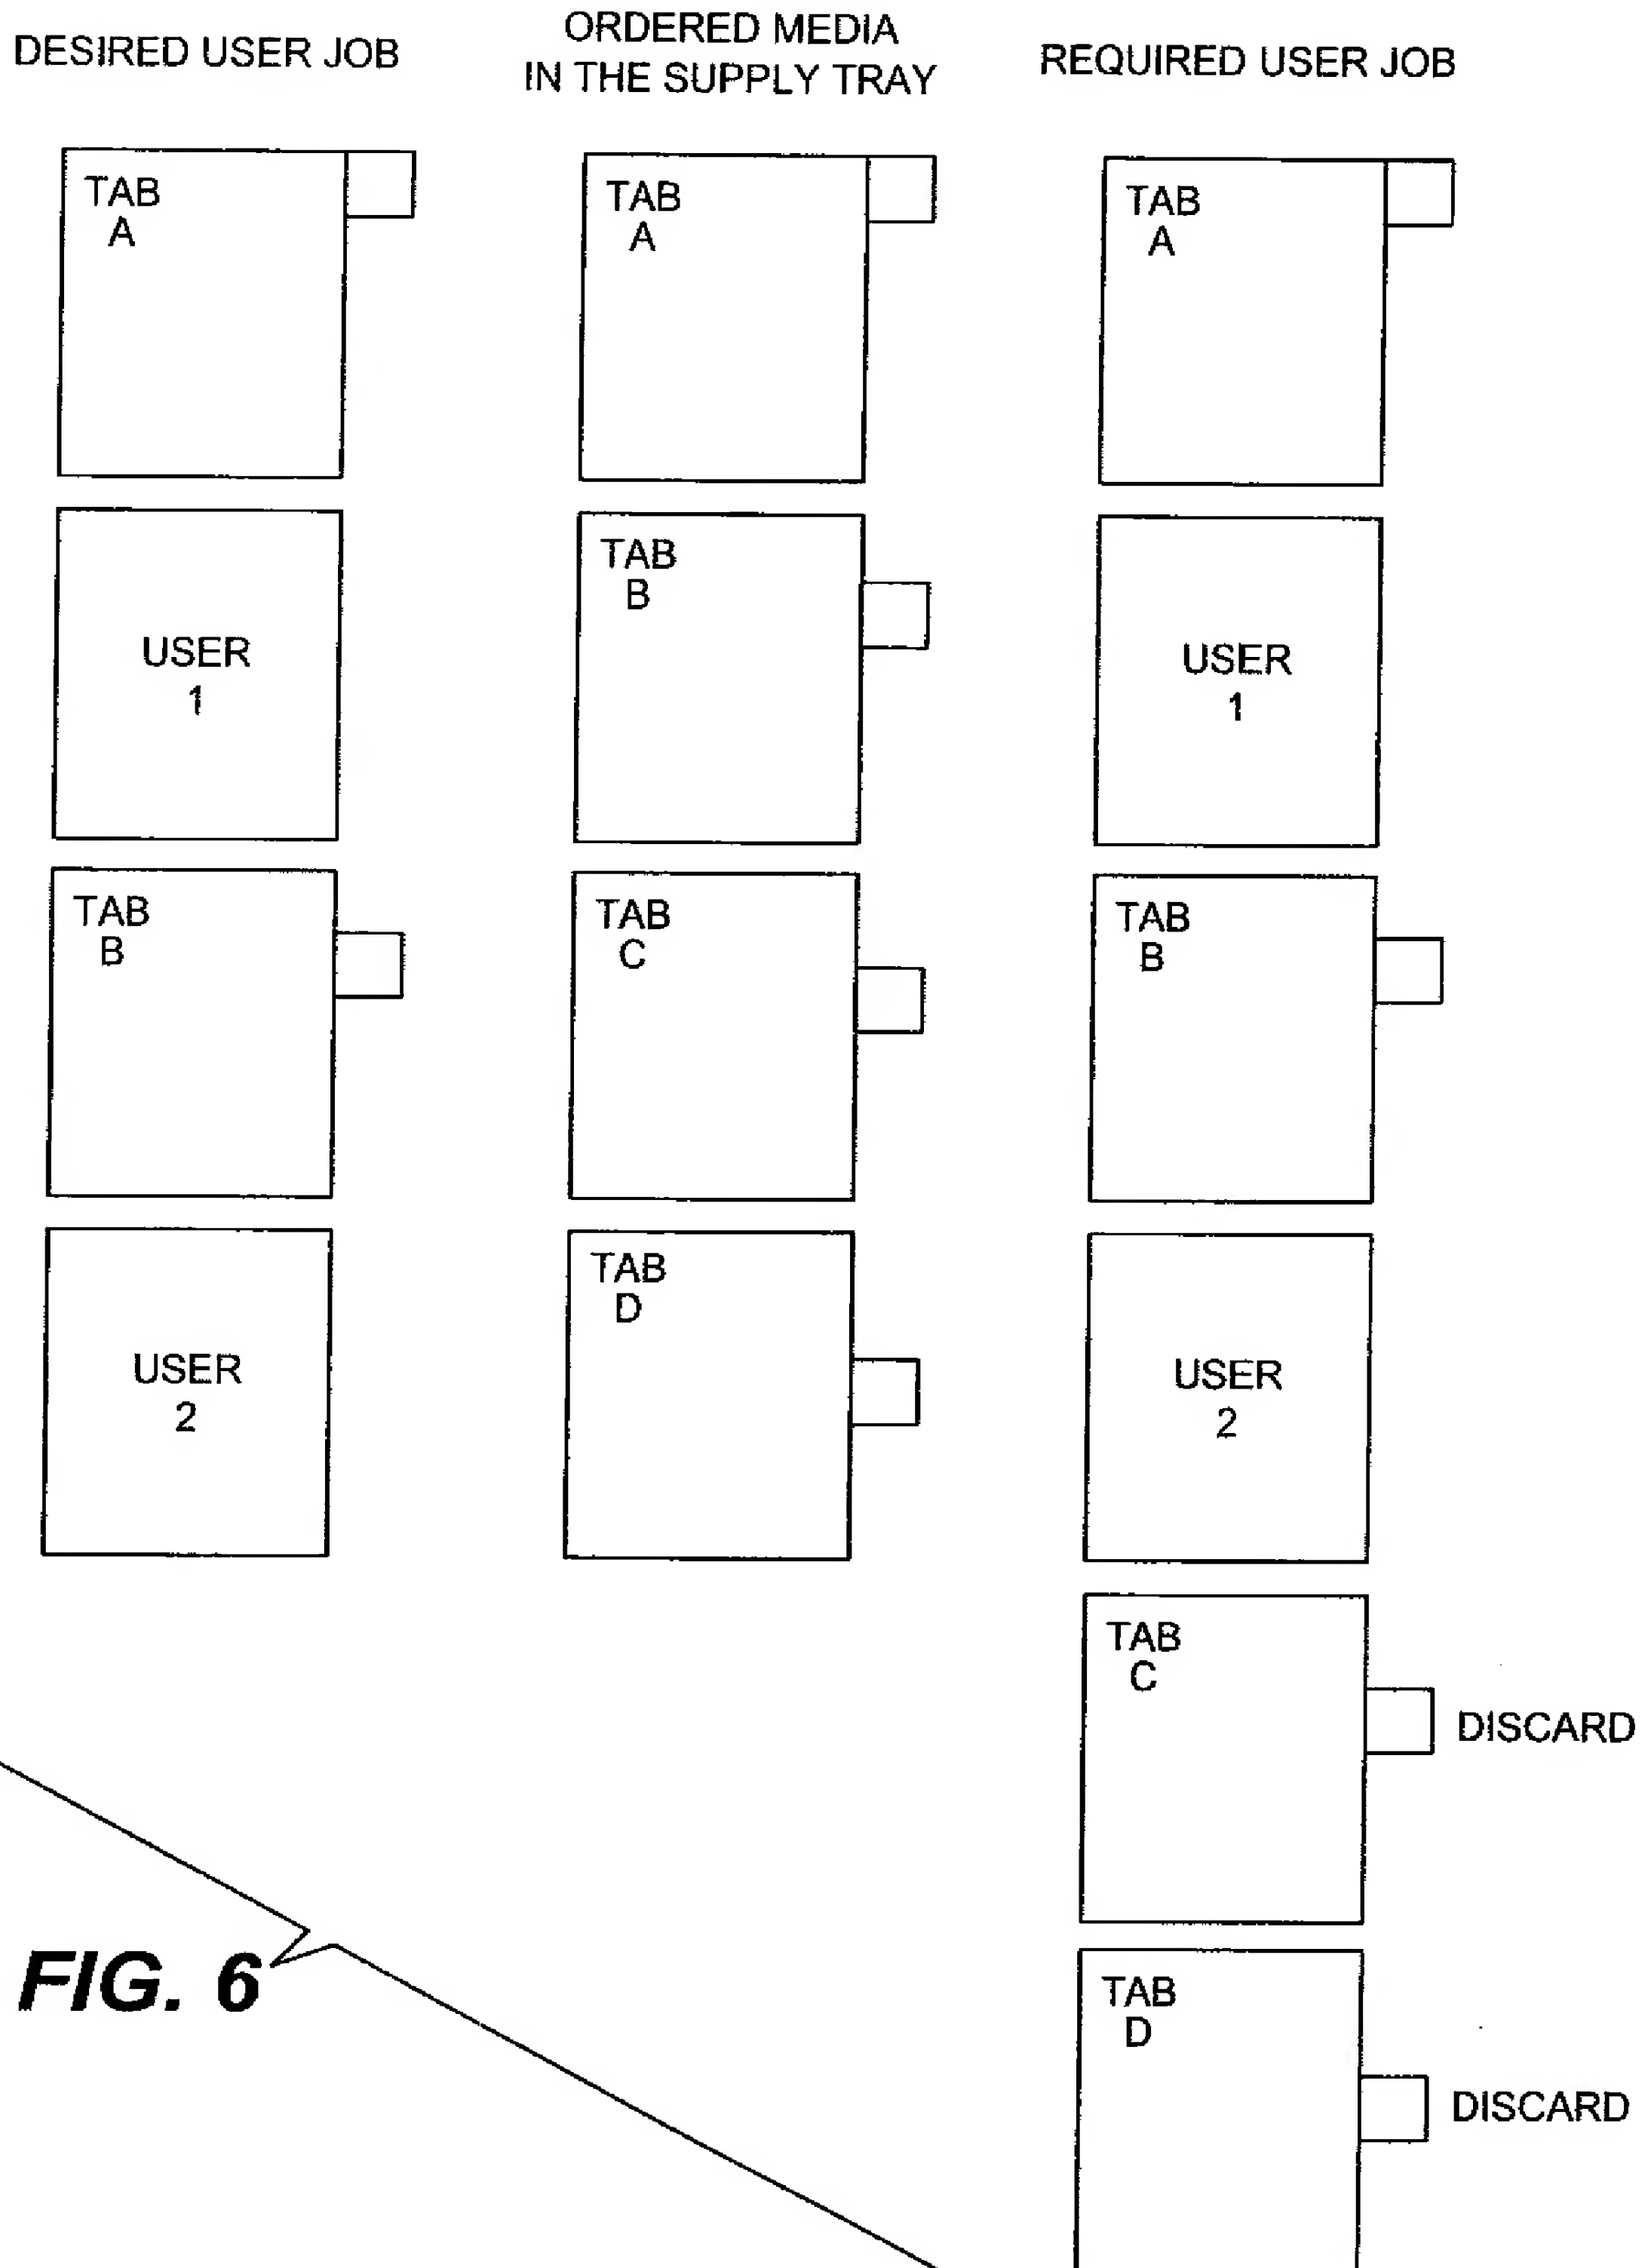 DESIRED USER JOB
TAB
A
USER
1
TAB
B
USER
2
ORDERED MEDIA
IN THE SUPPLY TRAY
TAB
A
TAB
B
TAB
C
TAB
D
REQUIRED USER JOB
TAB
A
USER
1
TAB
B
USER
2
TAB
C
DISCARD
TAB
D
DISCARD
FIG. 6